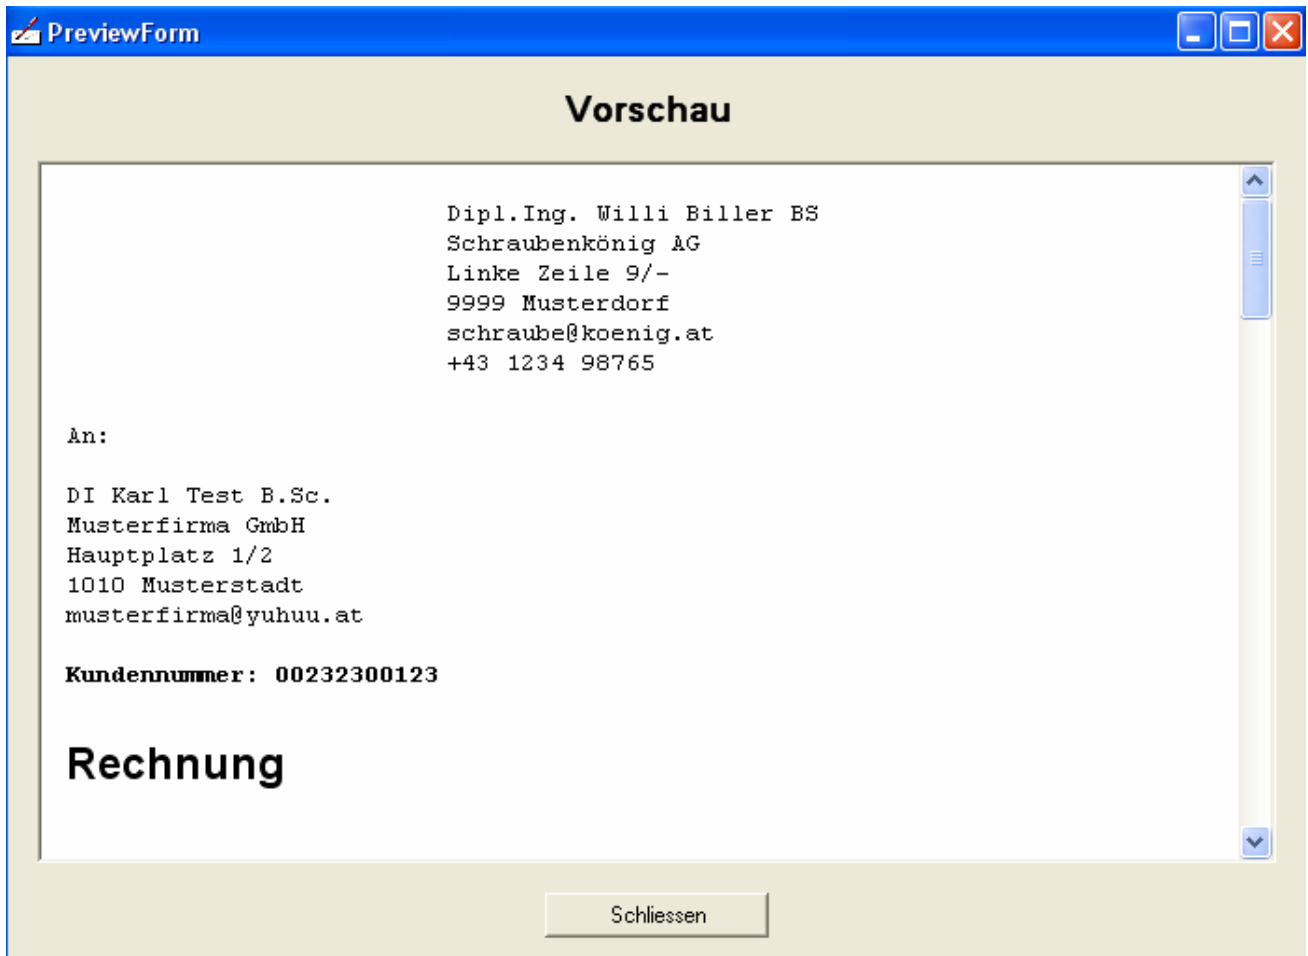 PreviewForm
Vorschau
Dipl.Ing. Willi Biller BS
Schraubenkönig AG
Linke Zeile 9/-
9999 Musterdorf
schraube@koenig.at
+43 1234 98765
An:
DI Karl Test B.Sc.
Musterfirma GmbH
Hauptplatz 1/2
1010 Musterstadt
musterfirma@yuhuu.at
Kundennummer: 00232300123
Rechnung
Schliessen